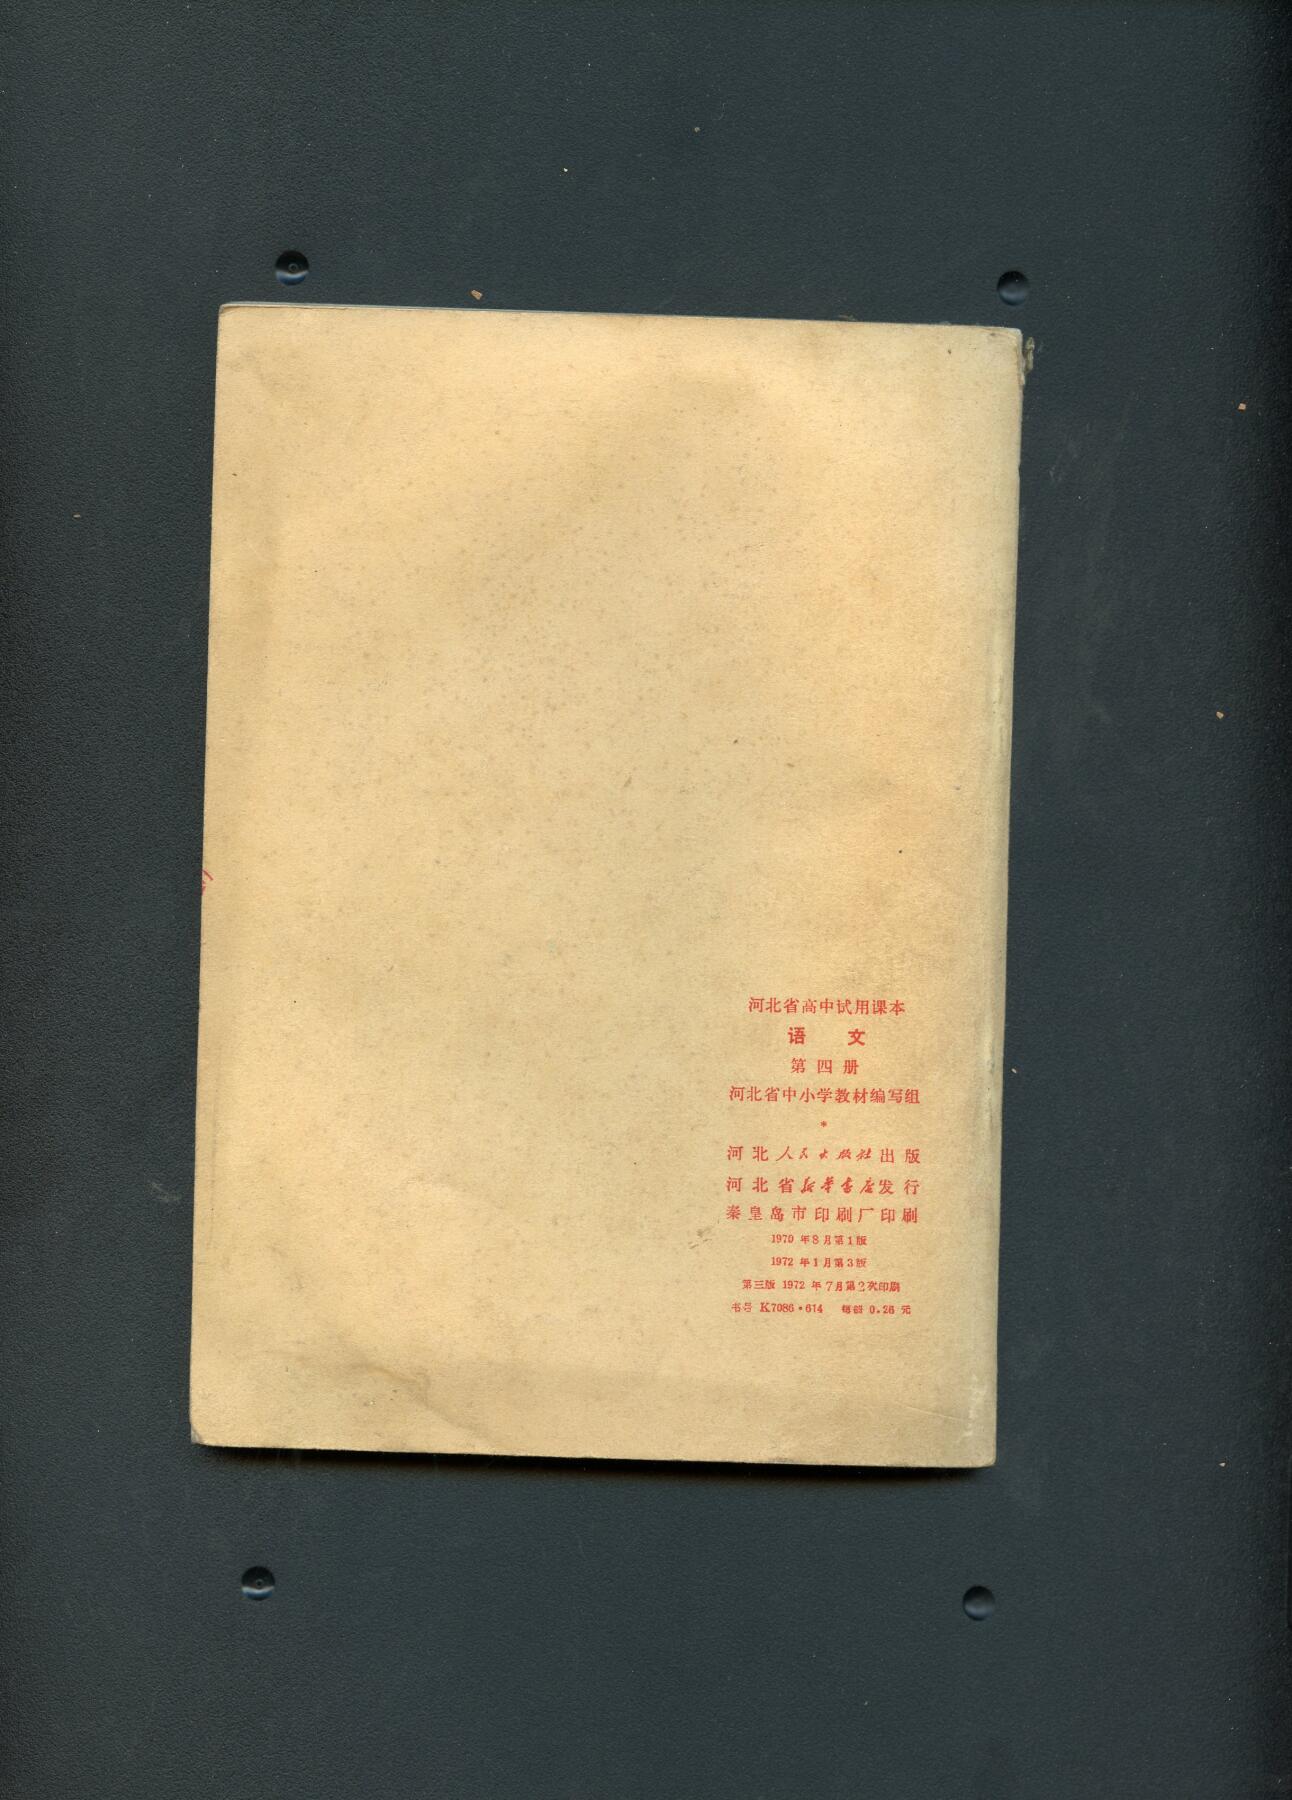 河北省高中试用课本
语 文
第四册
河北省中小学教材编写组
*
河北人民出版社出版
河北省新华书店发行
秦皇岛市印刷厂印刷
1970 年8月第1版
1972 年1月第3版
第三版 1972 年7月第2次印刷
书号 K7086·614 每册 0.26 元